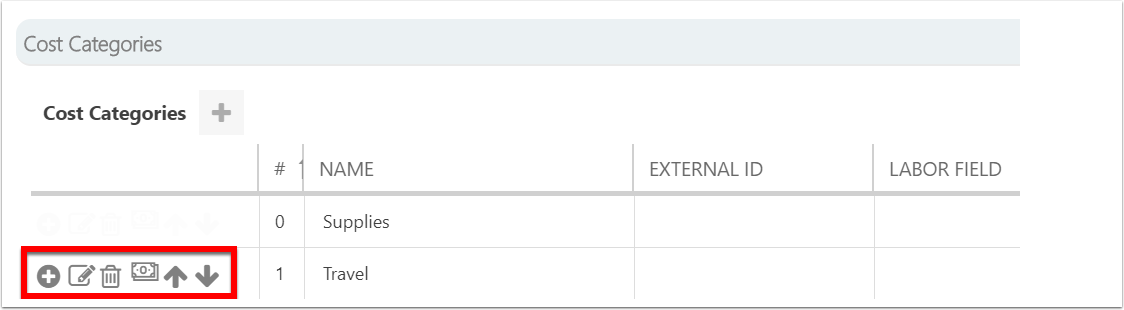 Cost Categories
Cost Categories
# NAME EXTERNAL ID LABOR FIELD
0 Supplies
1 Travel